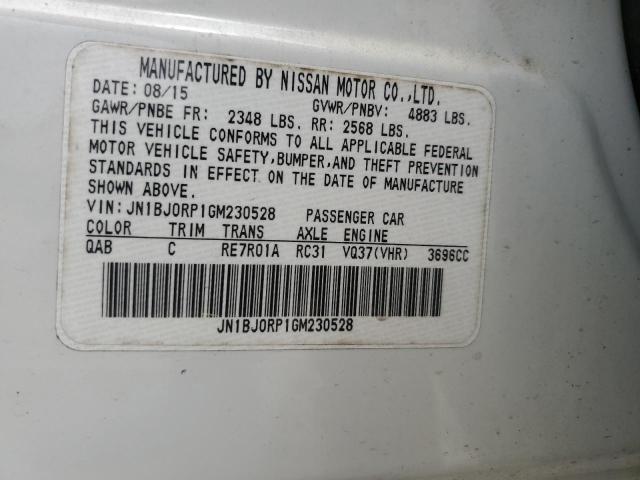 MANUFACTURED BY NISSAN MOTOR CO.,LTD.
DATE: 08/15 GVWR/PNBV: 4883 LBS.
GAWR/PNBE FR: 2348 LBS. RR: 2568 LBS.
THIS VEHICLE CONFORMS TO ALL APPLICABLE FEDERAL
MOTOR VEHICLE SAFETY,BUMPER,AND THEFT PREVENTION
STANDARDS IN EFFECT ON THE DATE OF MANUFACTURE
SHOWN ABOVE.
VIN:JN1BJ0RP1GM230528 PASSENGER CAR
COLOR TRIM TRANS AXLE ENGINE
QAB C RE7R01A RC31 VQ37(VHR) 3696CC
JN1BJ0RP1GM230528